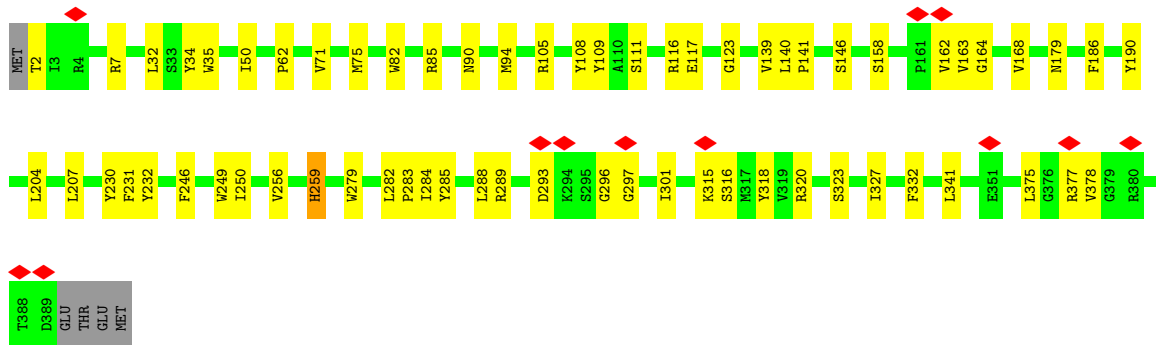 MET T2 I3 R4 R7 L32 S33 Y34 W35 I50 P62 V71 M75 W82 R85 N90 M94 R105 Y108 Y109 A110 S111 R116 E117 G123 V139 L140 P141 S146 S158 P161 V162 V163 G164 V168 N179 F186 Y190
L204 L207 Y230 F231 Y232 F246 W249 I250 V256 H259 W279 L282 P283 I284 Y285 L288 R289 D293 K294 S295 G296 G297 I301 K315 S316 M317 Y318 V319 R320 S323 I327 F332 L341 E351 L375 G376 R377 V378 G379 R380
T388 D389 GLU THR GLU MET